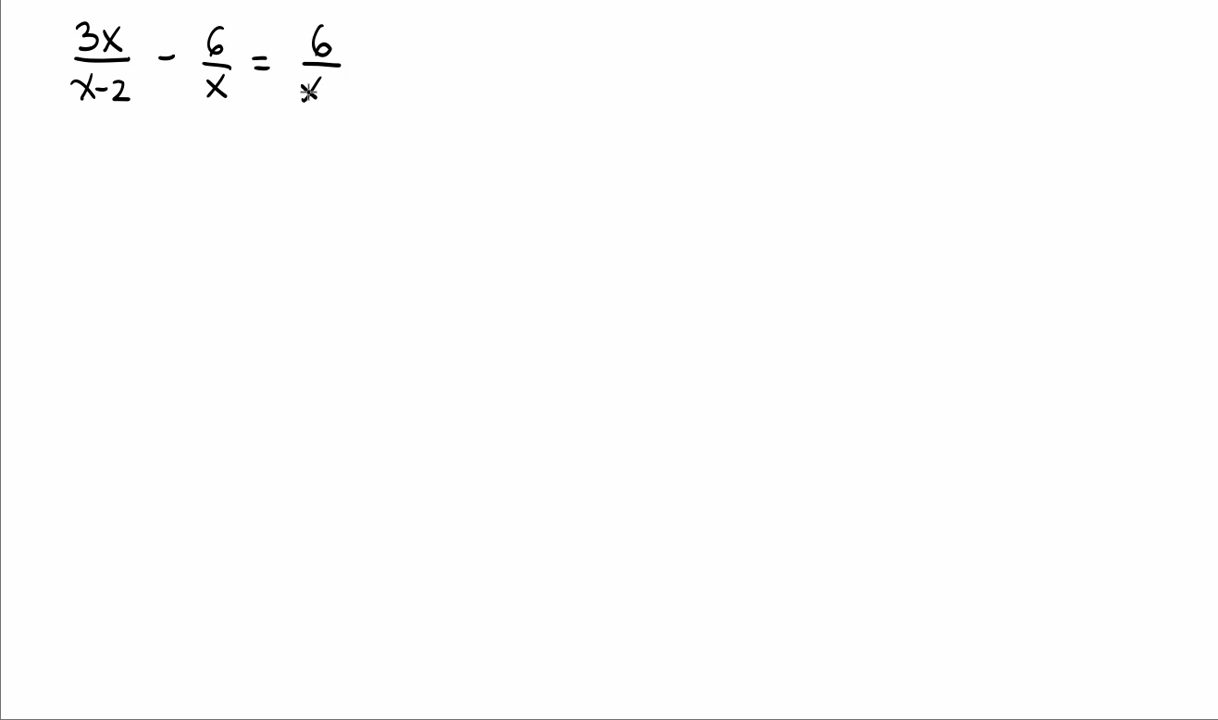 3x/(x-2) - 6/x = 6/x